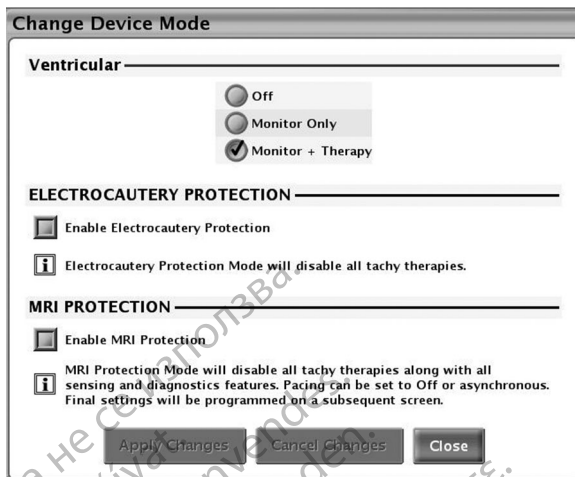 Change Device Mode
Ventricular
Off
Monitor Only
Monitor + Therapy
ELECTROCAUTERY PROTECTION
Enable Electrocautery Protection
i Electrocautery Protection Mode will disable all tachy therapies.
MRI PROTECTION
Enable MRI Protection
i MRI Protection Mode will disable all tachy therapies along with all
sensing and diagnostics features. Pacing can be set to Off or asynchronous.
Final settings will be programmed on a subsequent screen.
Apply Changes Cancel Changes Close
не се използва.